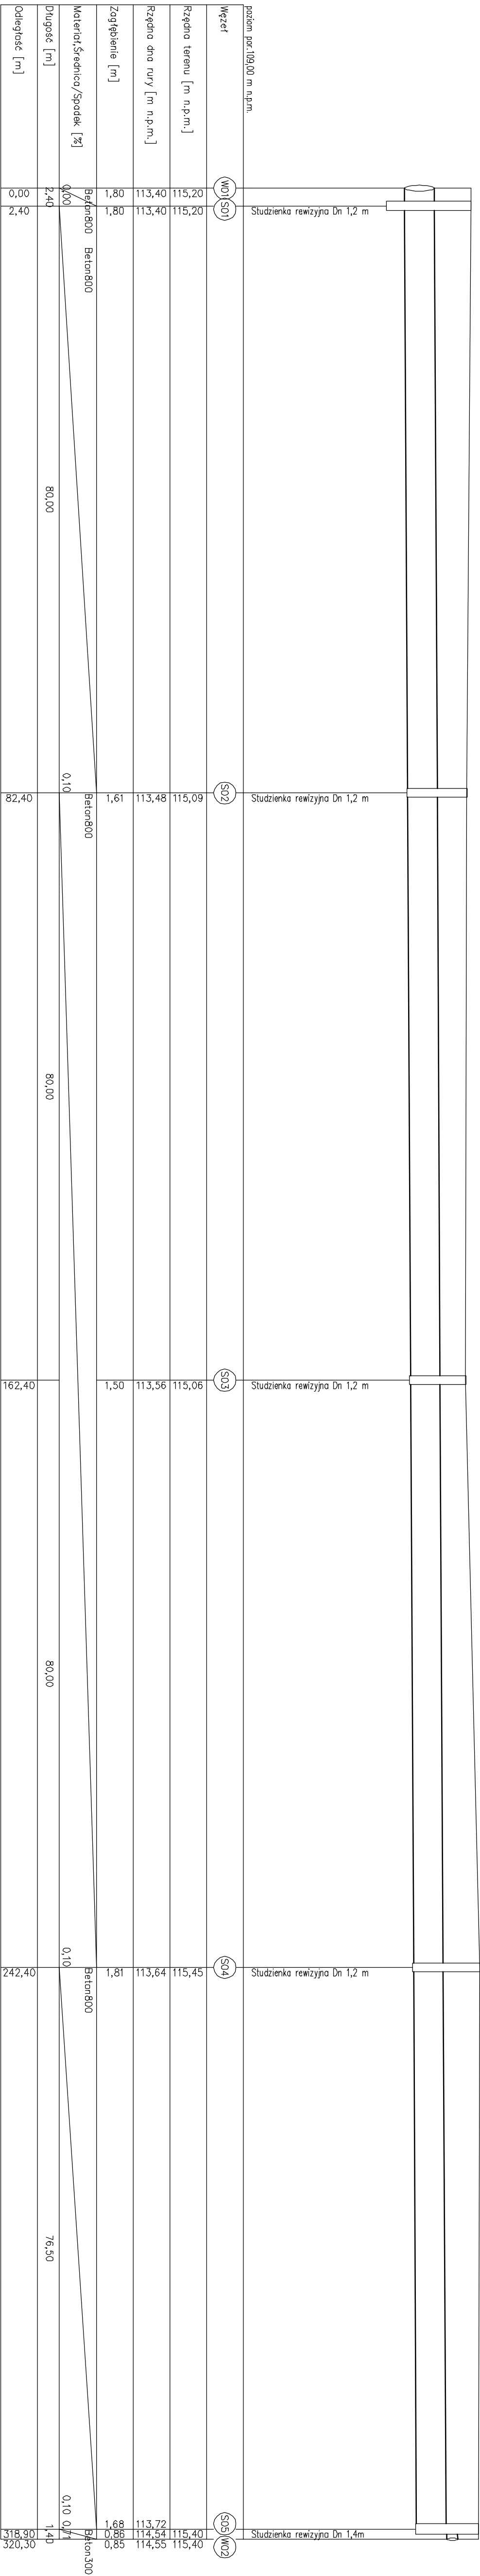 poziom por.109,00 m n.p.m.
Węzeł W01 S01 S02 S03 S04 S05 W02
Studzienka rewizyjna Dn 1,2 m
Studzienka rewizyjna Dn 1,2 m
Studzienka rewizyjna Dn 1,2 m
Studzienka rewizyjna Dn 1,2 m
Studzienka rewizyjna Dn 1,4m
Rzędna terenu [m n.p.m.] 115,20 115,20 115,09 115,06 115,45 115,40 115,40
Rzędna dna rury [m n.p.m.] 113,40 113,40 113,48 113,56 113,64 113,72 114,54 114,55
Zagłębienie [m] 1,80 1,80 1,61 1,50 1,81 1,68 0,86 0,85
Materiał,Średnica/Spadek [%] Beton800 Beton800 Beton800 Beton800 Beton300
0,00 0,10 0,10 0,10 0,71
Długość [m] 2,40 80,00 80,00 80,00 76,50 1,40
Odległość [m] 0,00 2,40 82,40 162,40 242,40 318,90 320,30